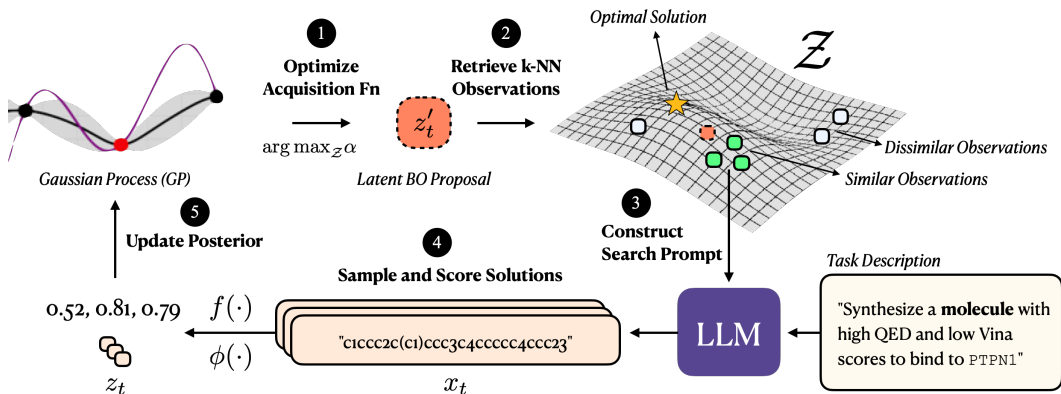 Optimal Solution
1
Optimize
Acquisition Fn
2
Retrieve k-NN
Observations
𝒵
z′ₜ
arg max_𝒵 α
Gaussian Process (GP)
Latent BO Proposal
Dissimilar Observations
Similar Observations
5
Update Posterior
3
Construct
Search Prompt
4
Sample and Score Solutions
Task Description
0.52, 0.81, 0.79
f(·)
ϕ(·)
"c1ccc2c(c1)ccc3c4ccccc4ccc23"
LLM
"Synthesize a molecule with
high QED and low Vina
scores to bind to PTPN1"
zₜ
xₜ